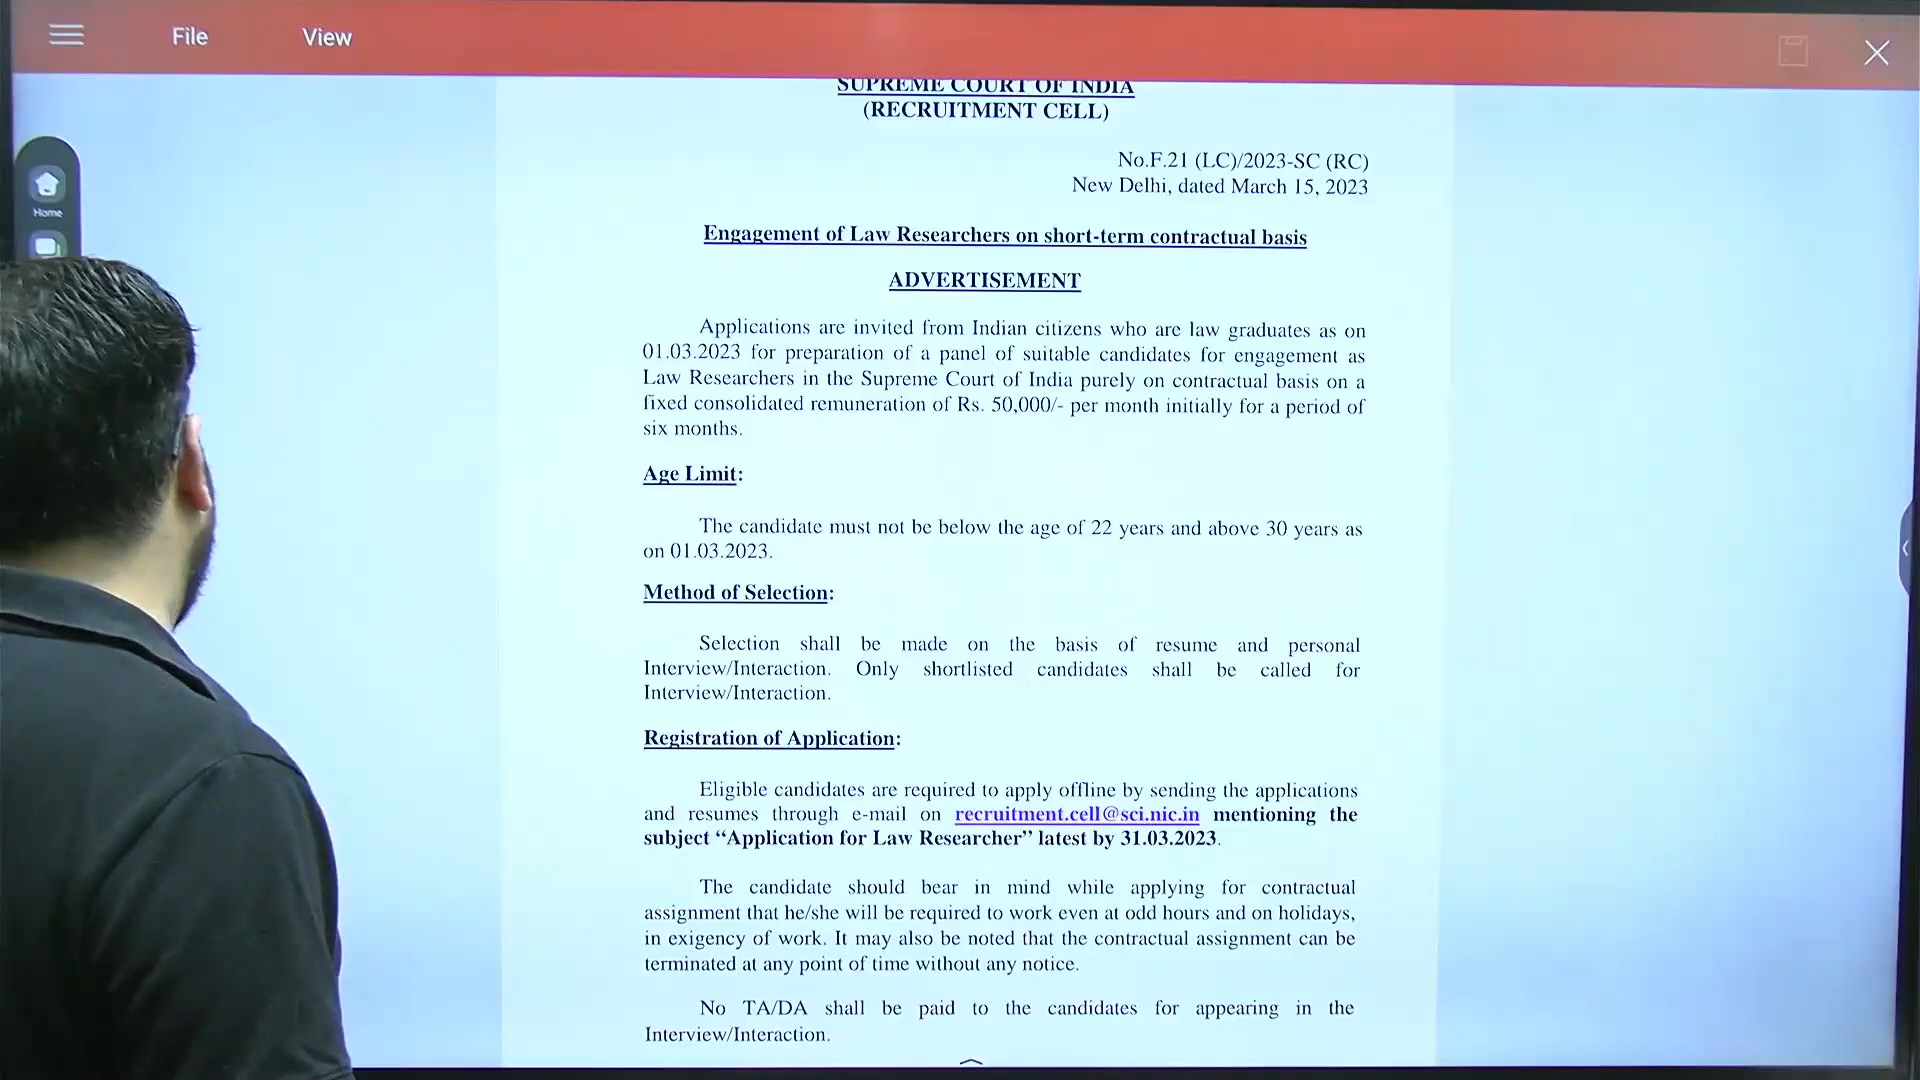 File
View
Home
SUPREME COURT OF INDIA
(RECRUITMENT CELL)
No.F.21 (LC)/2023-SC (RC)
New Delhi, dated March 15, 2023
Engagement of Law Researchers on short-term contractual basis
ADVERTISEMENT
Applications are invited from Indian citizens who are law graduates as on
01.03.2023 for preparation of a panel of suitable candidates for engagement as
Law Researchers in the Supreme Court of India purely on contractual basis on a
fixed consolidated remuneration of Rs. 50,000/- per month initially for a period of
six months.
Age Limit:
The candidate must not be below the age of 22 years and above 30 years as
on 01.03.2023.
Method of Selection:
Selection shall be made on the basis of resume and personal
Interview/Interaction. Only shortlisted candidates shall be called for
Interview/Interaction.
Registration of Application:
Eligible candidates are required to apply offline by sending the applications
and resumes through e-mail on recruitment.cell@sci.nic.in mentioning the
subject “Application for Law Researcher” latest by 31.03.2023.
The candidate should bear in mind while applying for contractual
assignment that he/she will be required to work even at odd hours and on holidays,
in exigency of work. It may also be noted that the contractual assignment can be
terminated at any point of time without any notice.
No TA/DA shall be paid to the candidates for appearing in the
Interview/Interaction.